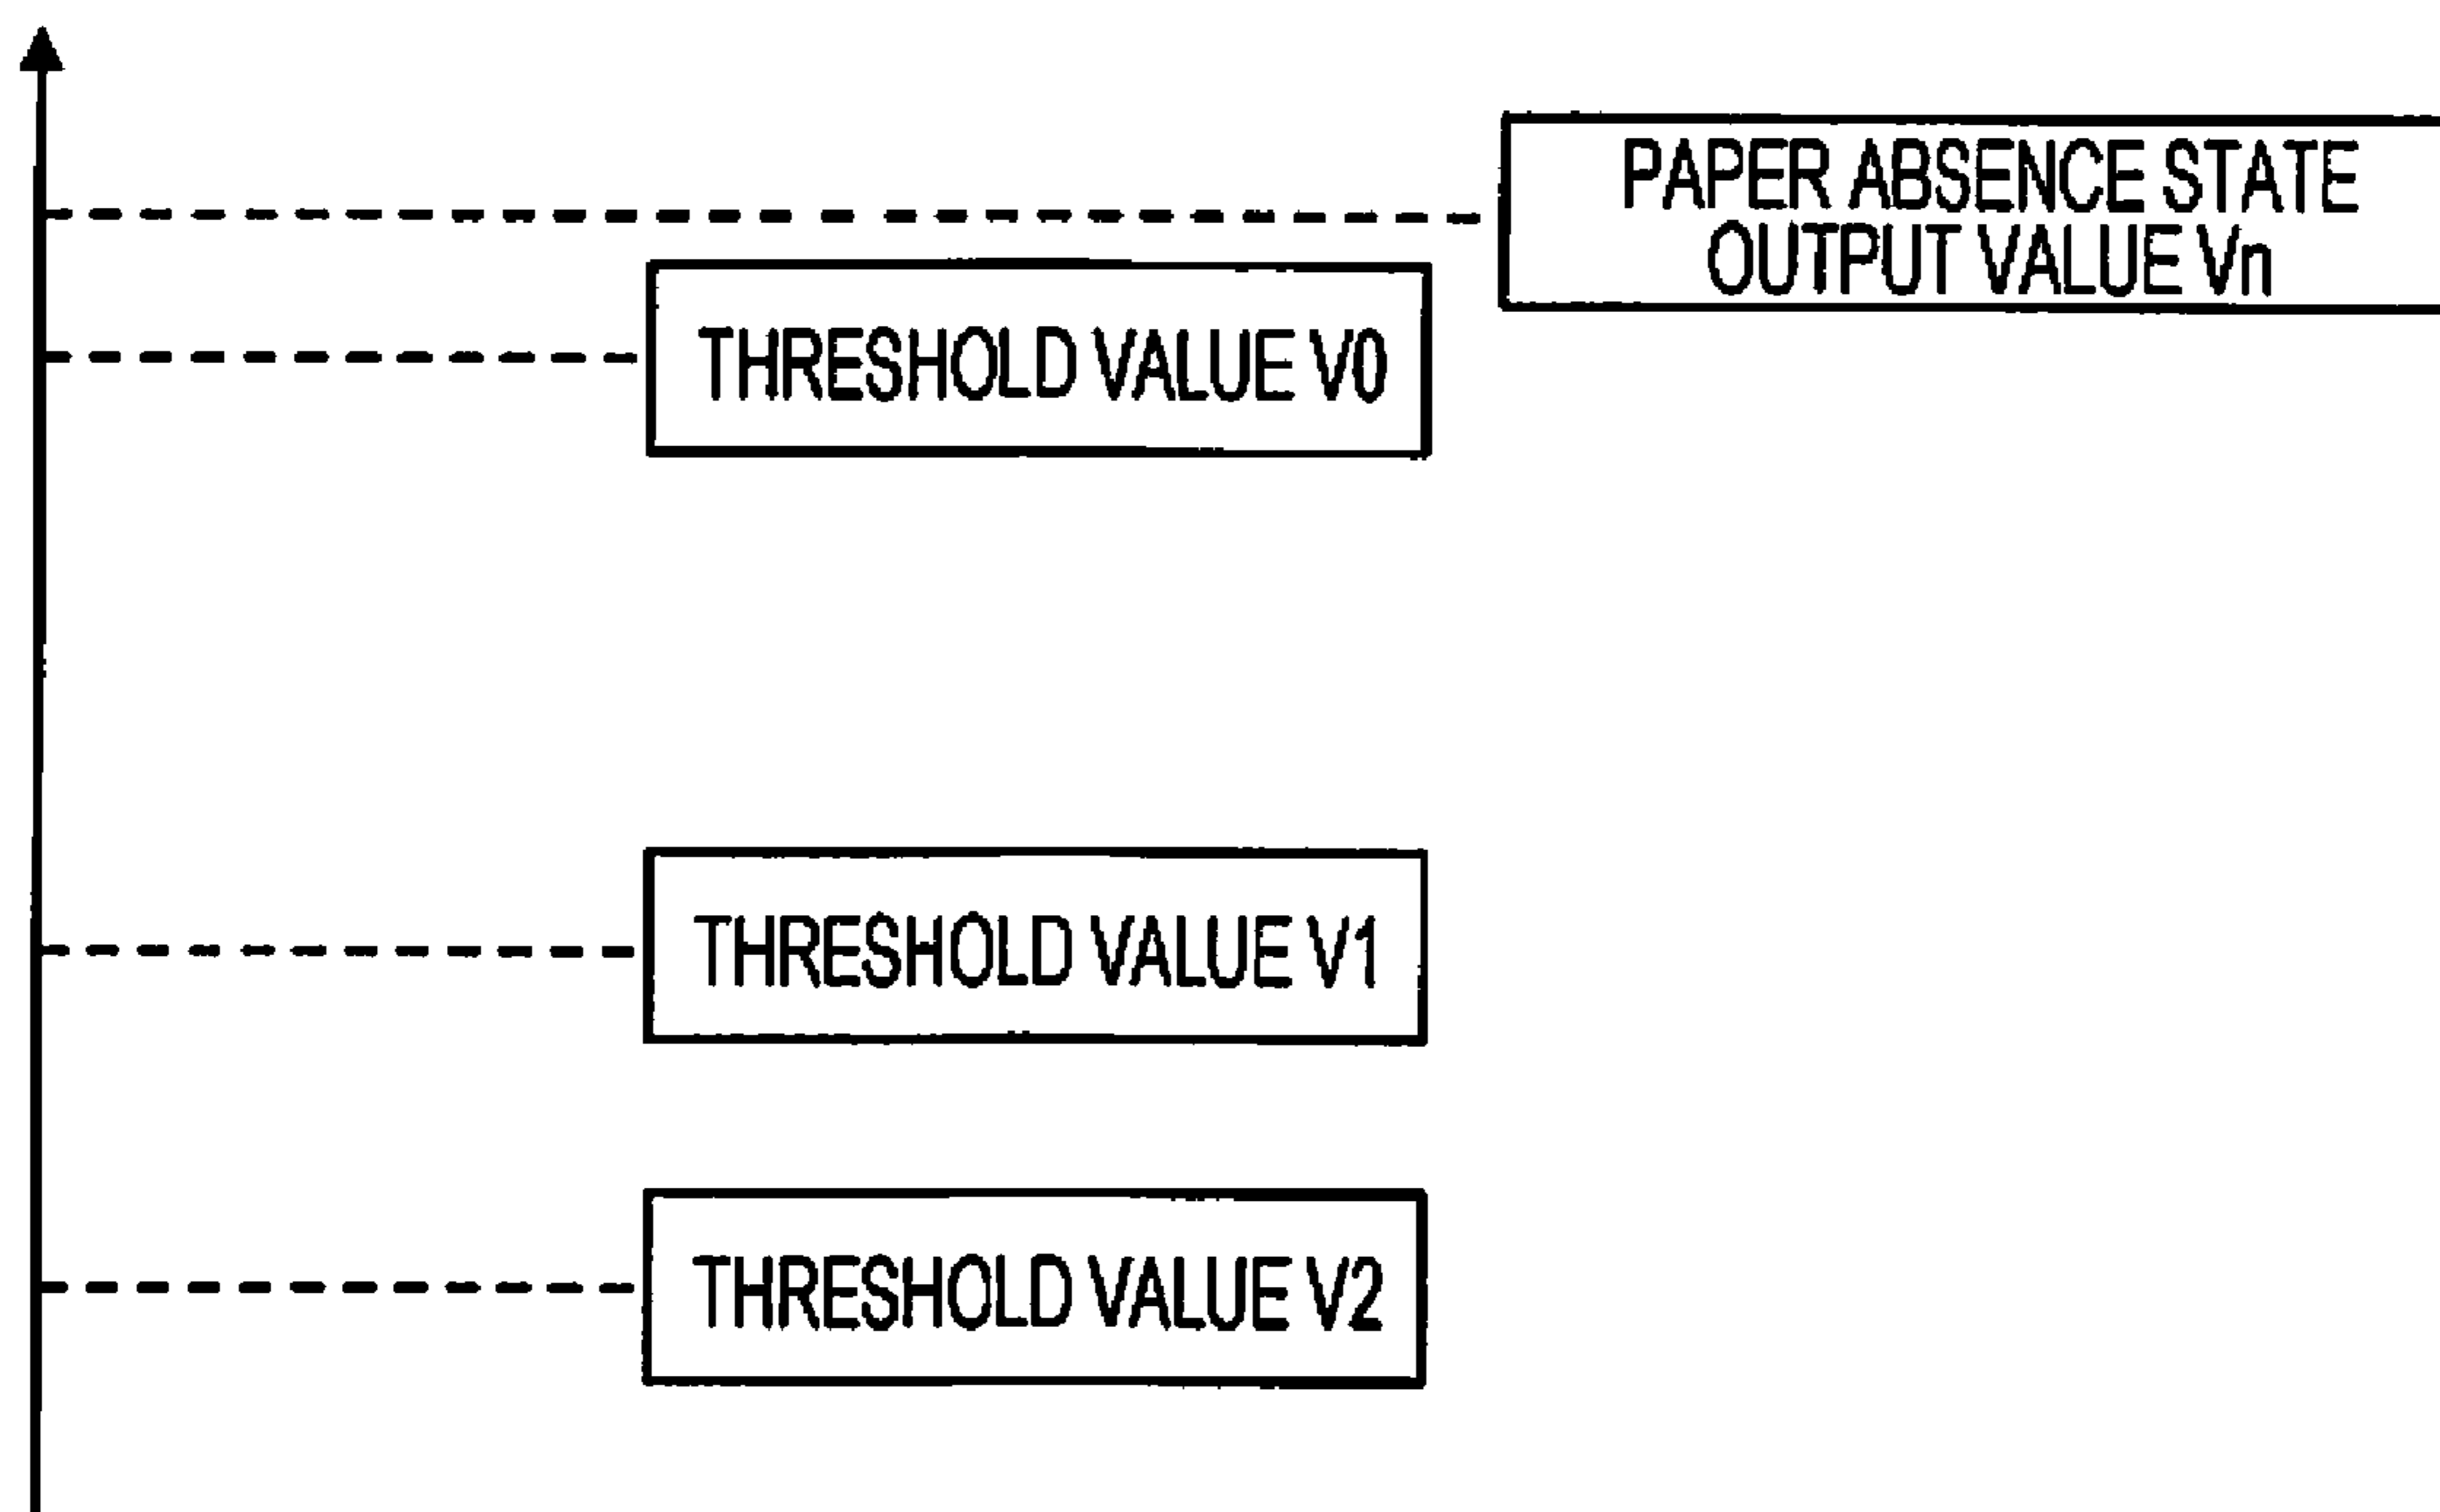 PAPER ABSENCE STATE
OUTPUT VALUE Vn
THRESHOLD VALUE V0
THRESHOLD VALUE V1
THRESHOLD VALUE V2